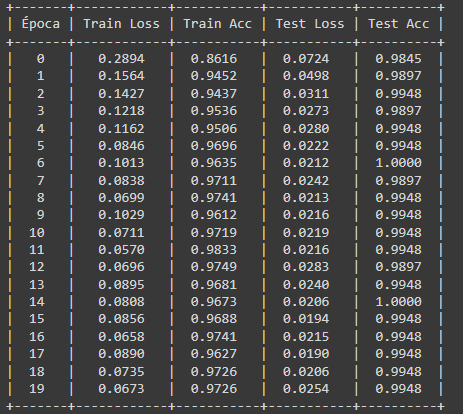 +-------+------------+-----------+-----------+----------+
| Época | Train Loss | Train Acc | Test Loss | Test Acc |
+-------+------------+-----------+-----------+----------+
| 0 | 0.2894 | 0.8616 | 0.0724 | 0.9845 |
| 1 | 0.1564 | 0.9452 | 0.0498 | 0.9897 |
| 2 | 0.1427 | 0.9437 | 0.0311 | 0.9948 |
| 3 | 0.1218 | 0.9536 | 0.0273 | 0.9897 |
| 4 | 0.1162 | 0.9506 | 0.0280 | 0.9948 |
| 5 | 0.0846 | 0.9696 | 0.0222 | 0.9948 |
| 6 | 0.1013 | 0.9635 | 0.0212 | 1.0000 |
| 7 | 0.0838 | 0.9711 | 0.0242 | 0.9897 |
| 8 | 0.0699 | 0.9741 | 0.0213 | 0.9948 |
| 9 | 0.1029 | 0.9612 | 0.0216 | 0.9948 |
| 10 | 0.0711 | 0.9719 | 0.0219 | 0.9948 |
| 11 | 0.0570 | 0.9833 | 0.0216 | 0.9948 |
| 12 | 0.0696 | 0.9749 | 0.0283 | 0.9897 |
| 13 | 0.0895 | 0.9681 | 0.0240 | 0.9948 |
| 14 | 0.0808 | 0.9673 | 0.0206 | 1.0000 |
| 15 | 0.0856 | 0.9688 | 0.0194 | 0.9948 |
| 16 | 0.0658 | 0.9741 | 0.0215 | 0.9948 |
| 17 | 0.0890 | 0.9627 | 0.0190 | 0.9948 |
| 18 | 0.0735 | 0.9726 | 0.0206 | 0.9948 |
| 19 | 0.0673 | 0.9726 | 0.0254 | 0.9948 |
+-------+------------+-----------+-----------+----------+